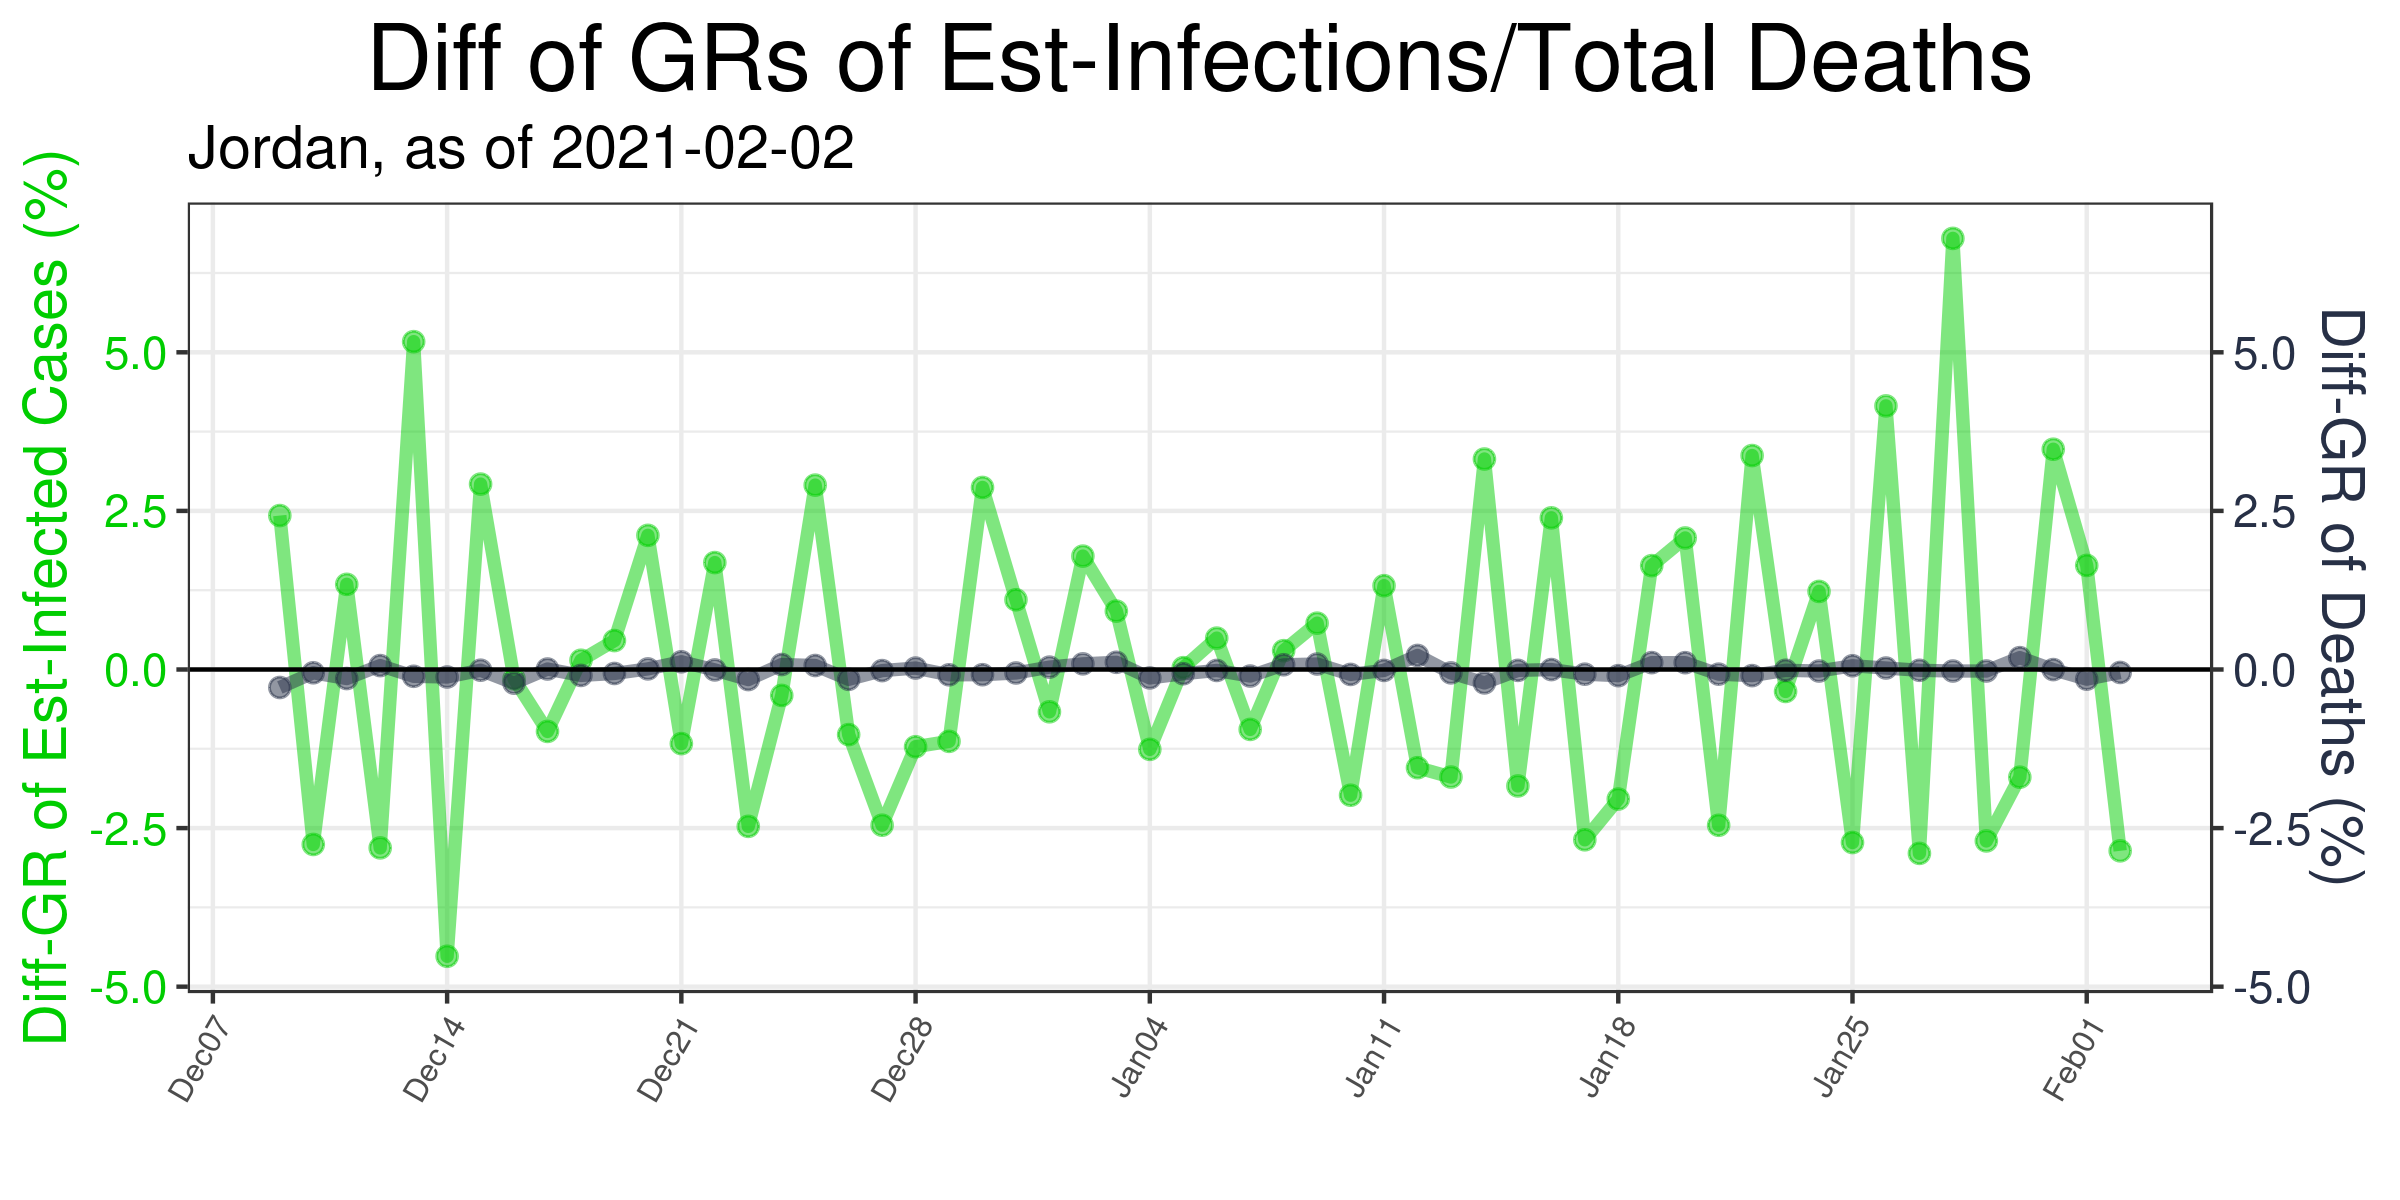 Diff of GRs of Est-Infections/Total Deaths
Jordan, as of 2021-02-02
Diff-GR of Est-Infected Cases (%)
5.0
2.5
0.0
-2.5
-5.0
5.0
2.5
0.0
-2.5
-5.0
Diff-GR of Deaths (%)
Dec07
Dec14
Dec21
Dec28
Jan04
Jan11
Jan18
Jan25
Feb01